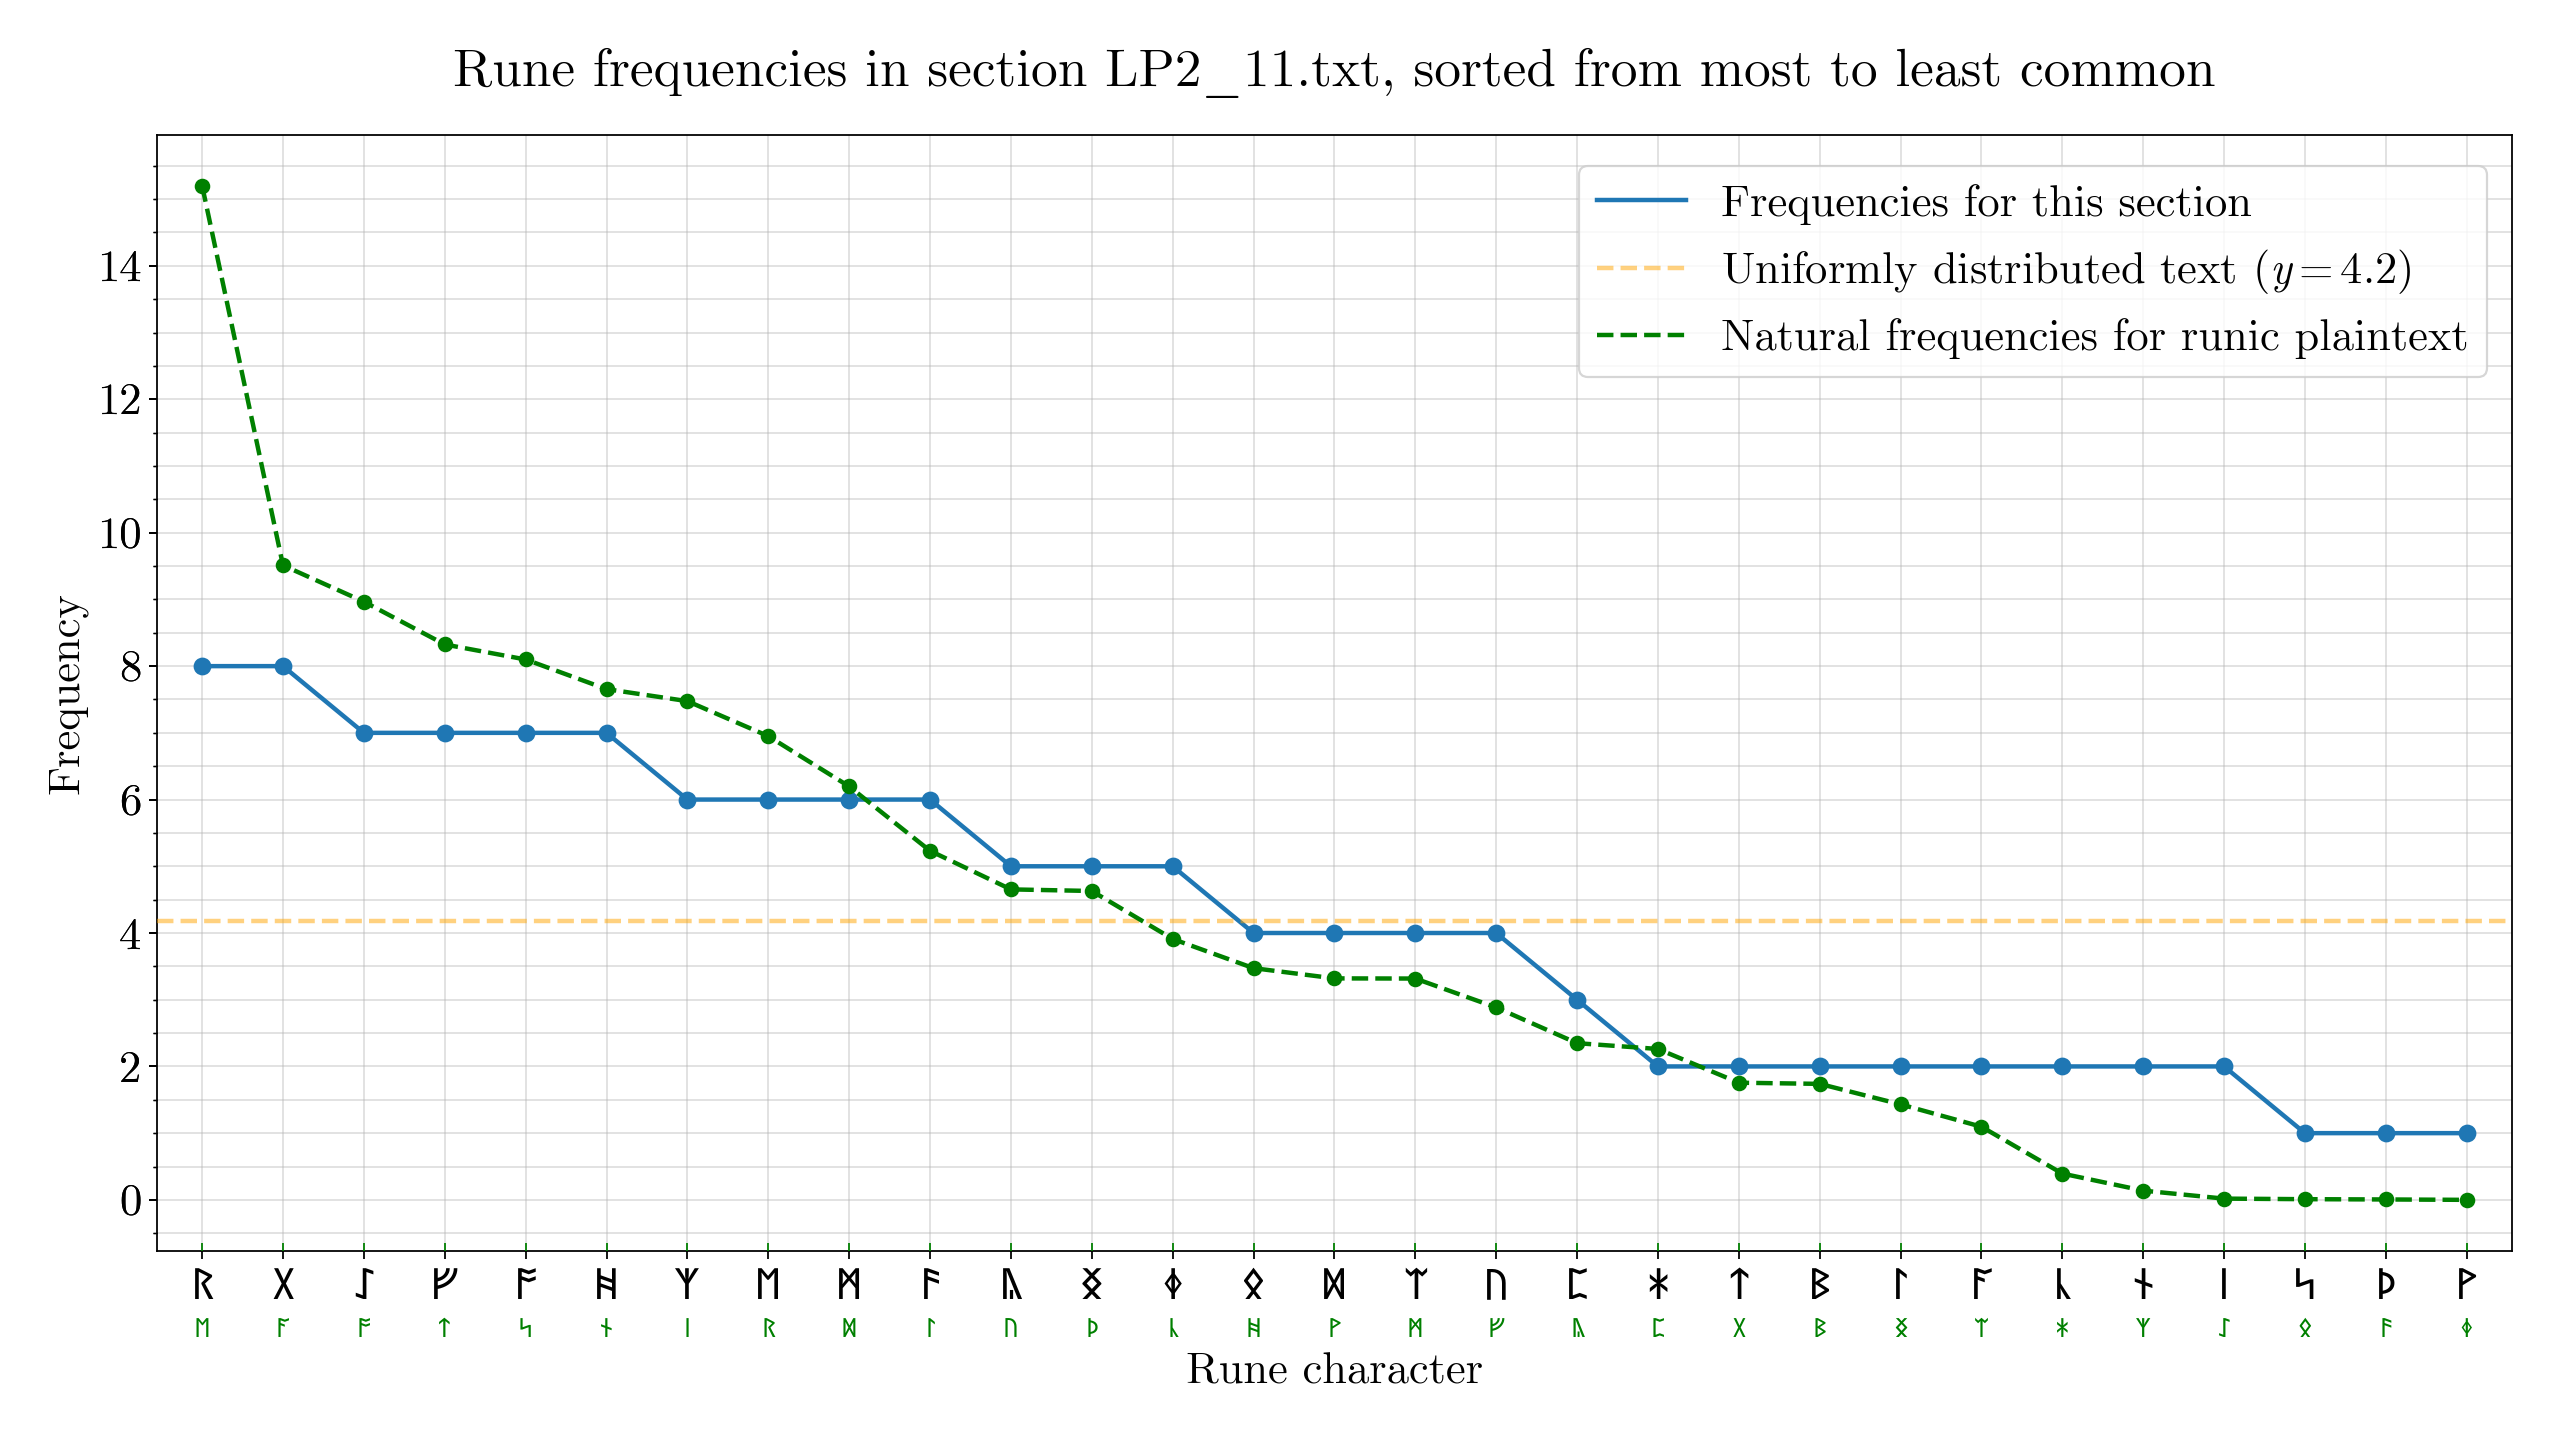 Rune frequencies in section LP2_11.txt, sorted from most to least common
Frequencies for this section
Uniformly distributed text (y = 4.2)
Natural frequencies for runic plaintext
14
12
10
8
6
4
2
0
Frequency
ᚱ ᚷ ᛇ ᚠ ᚩ ᚻ ᛉ ᛖ ᛗ ᚫ ᚣ ᛝ ᛄ ᛟ ᛞ ᛠ ᚢ ᛈ ᛡ ᛏ ᛒ ᛚ ᚪ ᚳ ᚾ ᛁ ᛋ ᚦ ᚹ
ᛖ ᚪ ᚩ ᛏ ᛋ ᚾ ᛁ ᚱ ᛞ ᛚ ᚢ ᚦ ᚳ ᚻ ᚹ ᛗ ᚠ ᚣ ᛈ ᚷ ᛒ ᛝ ᛠ ᛡ ᛉ ᛇ ᛟ ᚫ ᛄ
Rune character